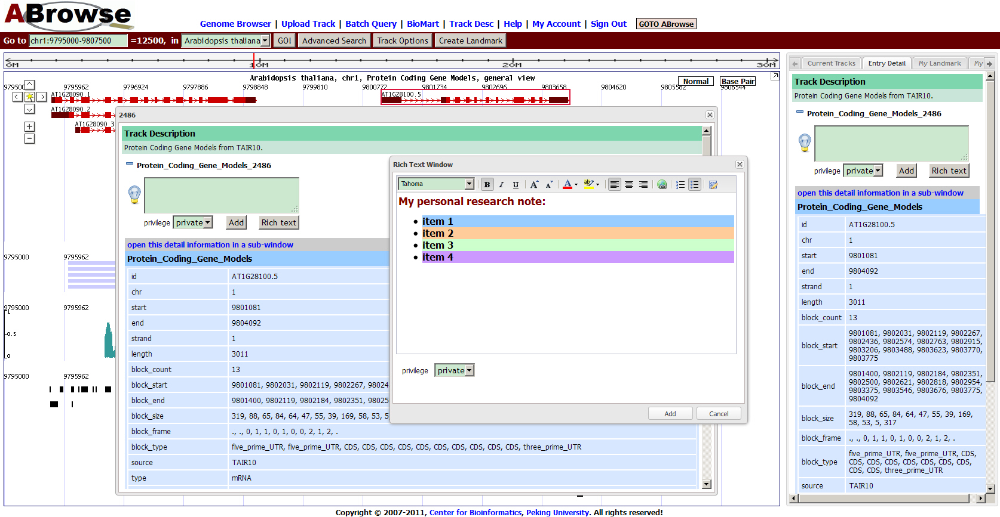 ABrowse
Genome Browser | Upload Track | Batch Query | BioMart | Track Desc | Help | My Account | Sign Out GOTO ABrowse
Go to chr1:9795000-9807500 =12500, in Arabidopsis thaliana GO! Advanced Search Track Options Create Landmark
0M 10M 20M 30M
Arabidopsis thaliana, chr1, Protein Coding Gene Models, general view
Normal Base Pair
9795000 9795962 9796924 9797886 9798848 9799810 9800772 9801734 9802696 9803658 9804620 9805582 9806544
AT1G28090.1 AT1G28100.5
AT1G28090.2
AT1G28090.3
9795000 9795962
9795000 9795962
1
0.5
0
9795000 9795962
2486
Track Description
Protein Coding Gene Models from TAIR10.
Protein_Coding_Gene_Models_2486
privilege private Add Rich text
open this detail information in a sub-window
Protein_Coding_Gene_Models
id AT1G28100.5
chr 1
start 9801081
end 9804092
strand 1
length 3011
block_count 13
block_start 9801081, 9802031, 9802119, 9802267, 98024
block_end 9801400, 9802119, 9802184, 9802351, 98025
block_size 319, 88, 65, 84, 64, 47, 55, 39, 169, 58, 53, 5
block_frame ., ., 0, 1, 1, 0, 1, 0, 0, 2, 1, 2, .
block_type five_prime_UTR, five_prime_UTR, CDS, CDS, CDS, CDS, CDS, CDS, CDS, CDS, CDS, CDS, three_prime_UTR
source TAIR10
type mRNA
Rich Text Window
Tahoma B I U A A A ab
My personal research note:
• item 1
• item 2
• item 3
• item 4
privilege private
Add Cancel
Current Tracks Entry Detail My Landmark My
Track Description
Protein Coding Gene Models from TAIR10.
Protein_Coding_Gene_Models_2486
privilege private Add Rich text
open this detail information in a sub-window
Protein_Coding_Gene_Models
id AT1G28100.5
chr 1
start 9801081
end 9804092
strand 1
length 3011
block_count 13
block_start 9801081, 9802031, 9802119, 9802267,
9802436, 9802574, 9802763, 9802915,
9803206, 9803488, 9803623, 9803770,
9803775
block_end 9801400, 9802119, 9802184, 9802351,
9802500, 9802621, 9802818, 9802954,
9803375, 9803546, 9803676, 9803775,
9804092
block_size 319, 88, 65, 84, 64, 47, 55, 39, 169,
58, 53, 5, 317
block_frame ., ., 0, 1, 1, 0, 1, 0, 0, 2, 1, 2, .
block_type five_prime_UTR, five_prime_UTR, CDS,
CDS, CDS, CDS, CDS, CDS, CDS,
CDS, CDS, three_prime_UTR
source TAIR10
Copyright © 2007-2011, Center for Bioinformatics, Peking University. All rights reserved!